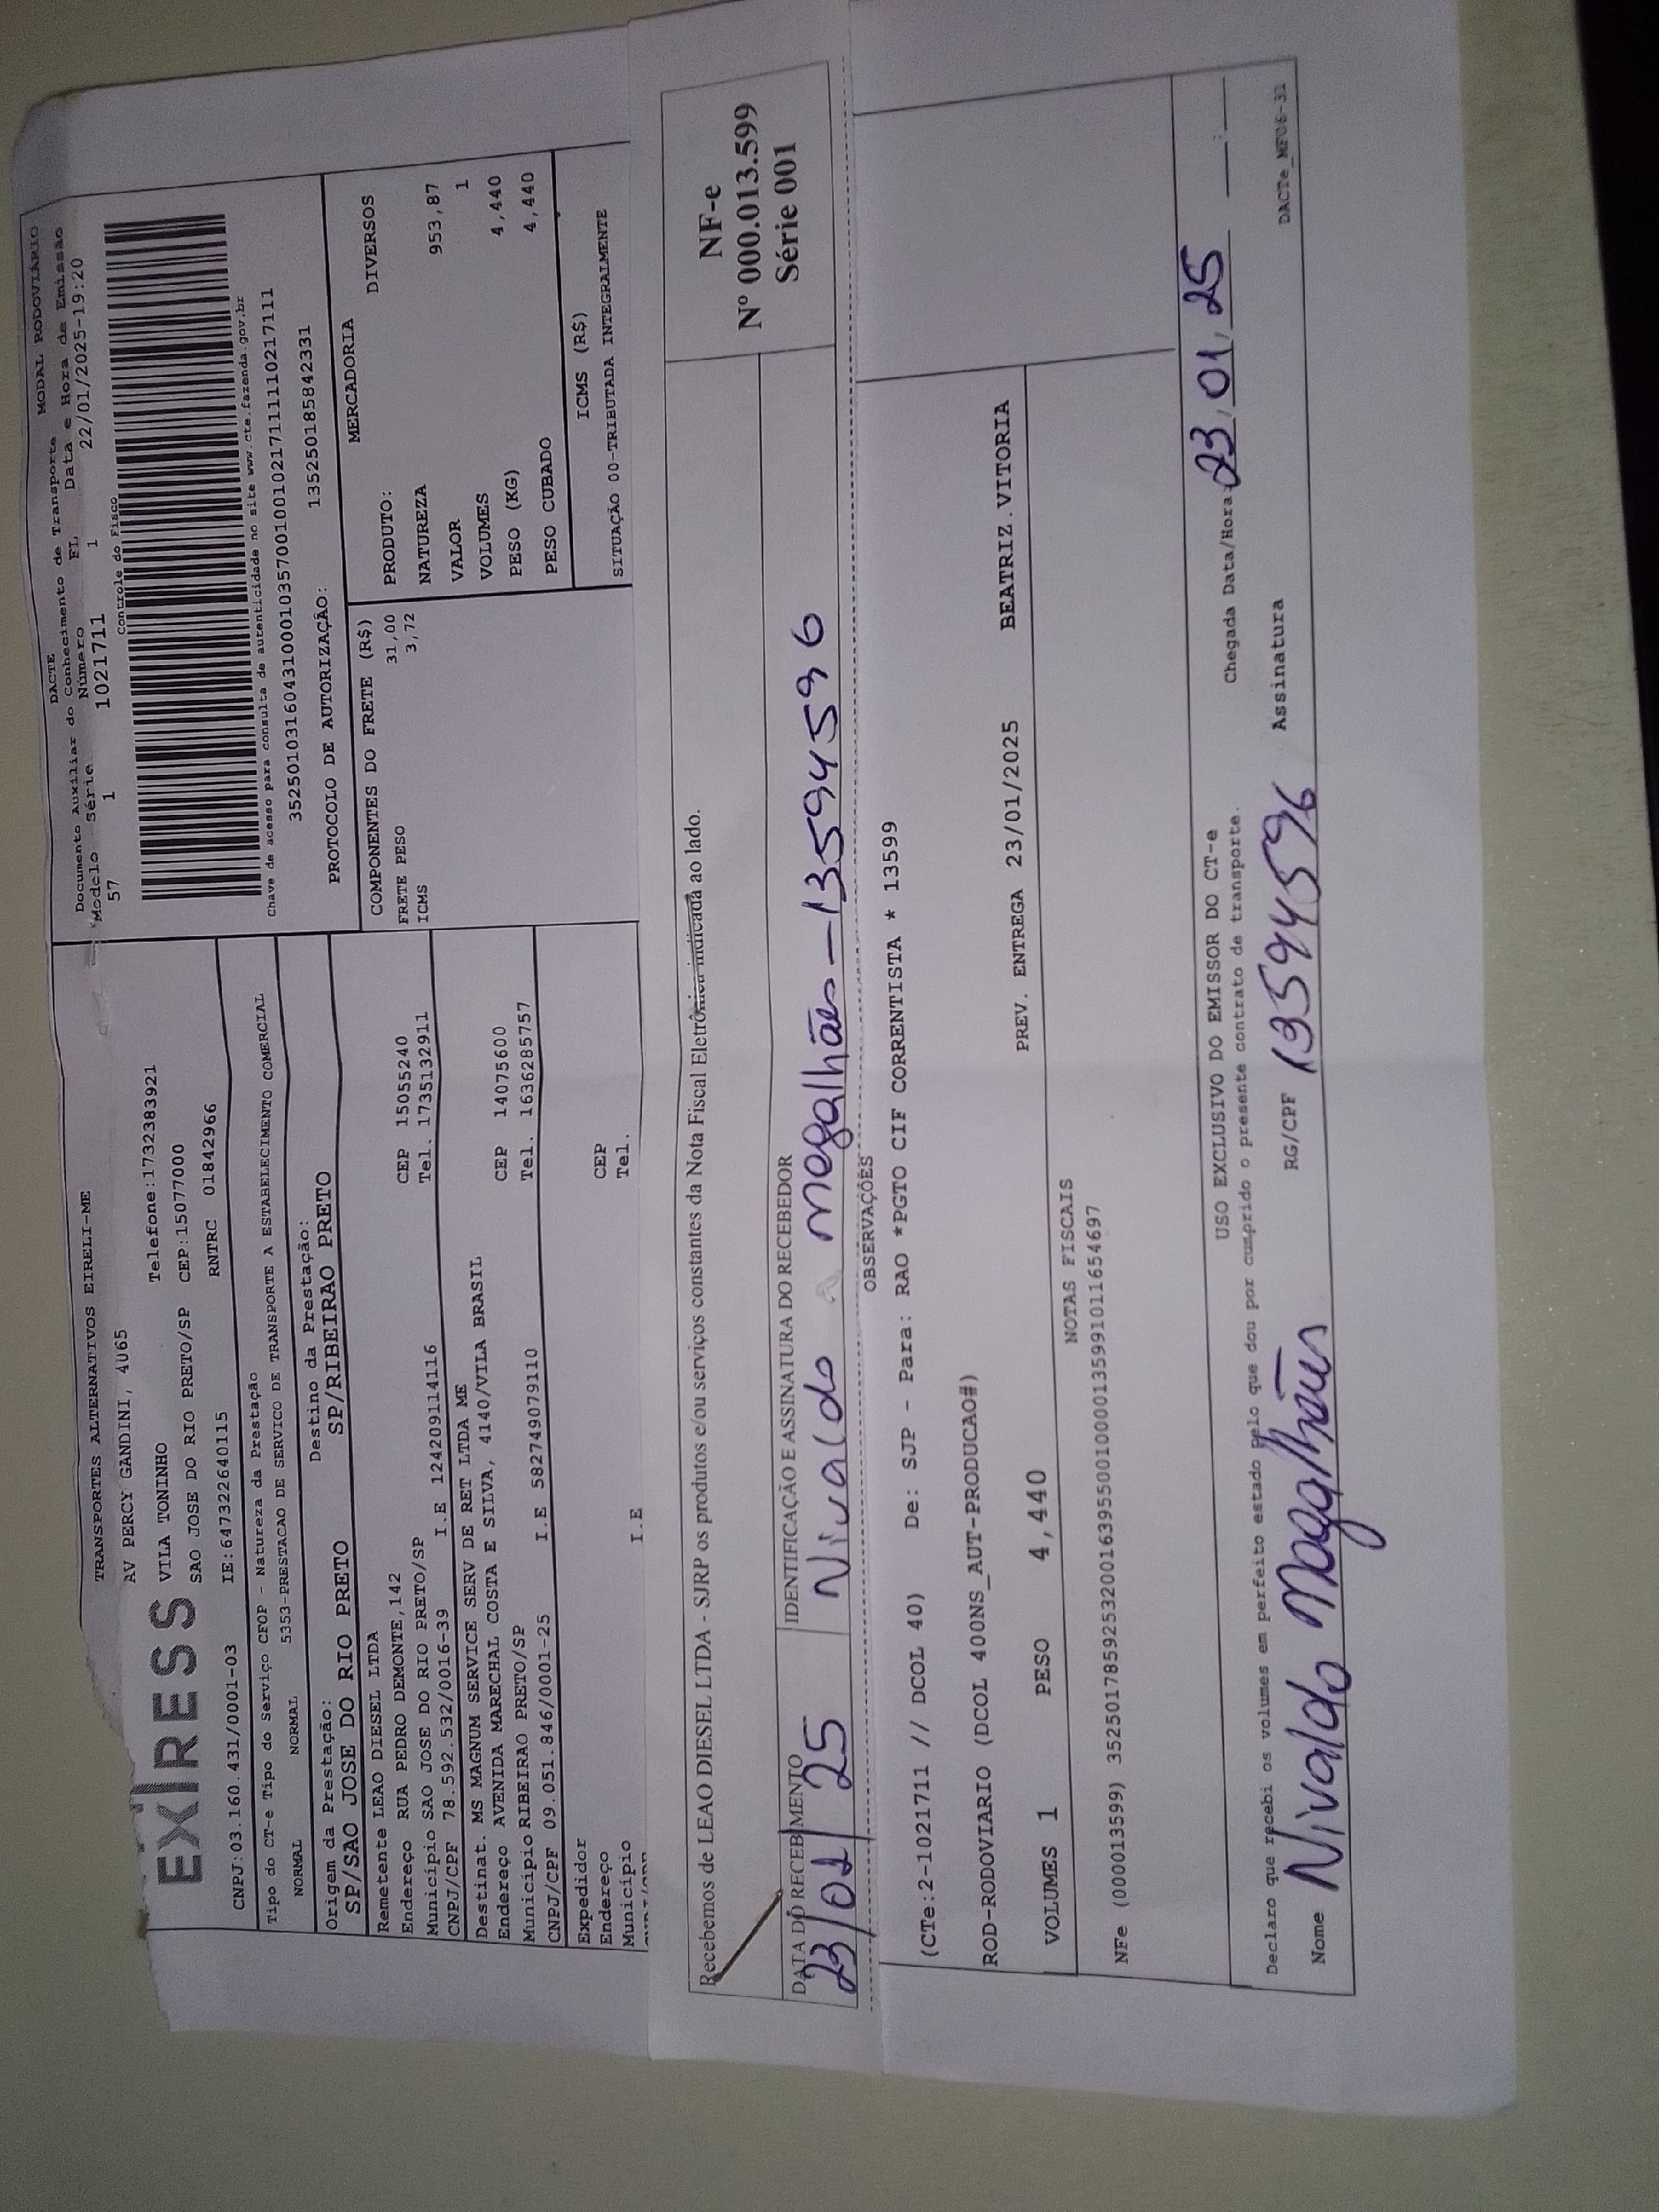 EX1RESS
TRANSPORTES ALTERNATIVOS EIRELI-ME
AV PERCY GANDINI, 4065
VILA TONINHO Telefone:1732383921
SAO JOSE DO RIO PRETO/SP CEP:15077000
CNPJ:03.160.431/0001-03 IE:647322640115 RNTRC 01842966
DACTE MODAL RODOVIÁRIO
Documento Auxiliar do Conhecimento de Transporte
Modelo Série Número FL Data e Hora de Emissão
57 1 1021711 1 22/01/2025-19:20
Controle do Fisco
Chave de acesso para consulta de autenticidade no site www.cte.fazenda.gov.br
Tipo do CT-e Tipo do Serviço CFOP - Natureza da Prestação
NORMAL NORMAL 5353-PRESTACAO DE SERVICO DE TRANSPORTE A ESTABELECIMENTO COMERCIAL
PROTOCOLO DE AUTORIZAÇÃO: 135250185842331
Origem da Prestação: Destino da Prestação:
SP/SAO JOSE DO RIO PRETO SP/RIBEIRAO PRETO
Remetente LEAO DIESEL LTDA
Endereço RUA PEDRO DEMONTE,142 CEP 15055240
Município SAO JOSE DO RIO PRETO/SP Tel. 1735132911
CNPJ/CPF 78.592.532/0016-39 I.E 124209114116
Destinat. MS MAGNUM SERVICE SERV DE RET LTDA ME
Endereço AVENIDA MARECHAL COSTA E SILVA, 4140/VILA BRASIL CEP 14075600
Município RIBEIRAO PRETO/SP Tel. 1636285757
CNPJ/CPF 09.051.846/0001-25 I.E 582749079110
Expedidor
Endereço CEP
Município Tel.
I.E
COMPONENTES DO FRETE (R$)
FRETE PESO 31,00
ICMS 3,72
MERCADORIA
PRODUTO: DIVERSOS
NATUREZA
VALOR 953,87
VOLUMES 1
PESO (KG) 4,440
PESO CUBADO 4,440
ICMS (R$)
SITUAÇÃO 00-TRIBUTADA INTEGRALMENTE
Recebemos de LEAO DIESEL LTDA - SJRP os produtos e/ou serviços constantes da Nota Fiscal Eletrônica indicada ao lado.
NF-e
Nº 000.013.599
Série 001
DATA DO RECEBIMENTO IDENTIFICAÇÃO E ASSINATURA DO RECEBEDOR
23/01/25 Nivaldo Magalhães-13594596
OBSERVAÇÕES
(CTe:2-1021711 // DCOL 40) De: SJP - Para: RAO *PGTO CIF CORRENTISTA * 13599
ROD-RODOVIARIO (DCOL 400NS_AUT-PRODUCAO#)
VOLUMES 1 PESO 4,440 PREV. ENTREGA 23/01/2025 BEATRIZ.VITORIA
NOTAS FISCAIS
NFe (000013599) 35250178592532001639550010000135991011654697
USO EXCLUSIVO DO EMISSOR DO CT-e
Declaro que recebi os volumes em perfeito estado pelo que dou por cumprido o presente contrato de transporte. Chegada Data/Hora: 23/01/25 __:__
Nome Nivaldo Magalhães RG/CPF 13594596 Assinatura
DACTe_MF06-31